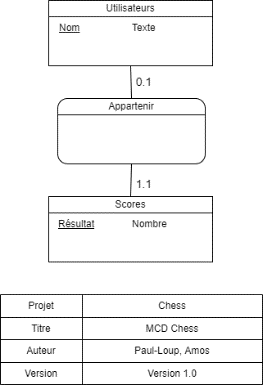 Utilisateurs
Nom Texte
0.1
Appartenir
1.1
Scores
Résultat Nombre
Projet Chess
Titre MCD Chess
Auteur Paul-Loup, Amos
Version Version 1.0